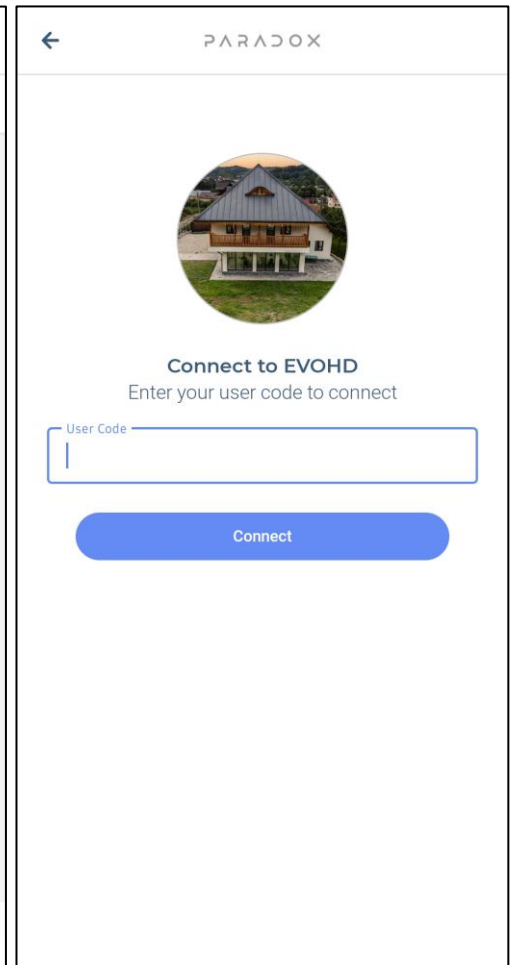 PARADOX
Connect to EVOHD
Enter your user code to connect
User Code
Connect